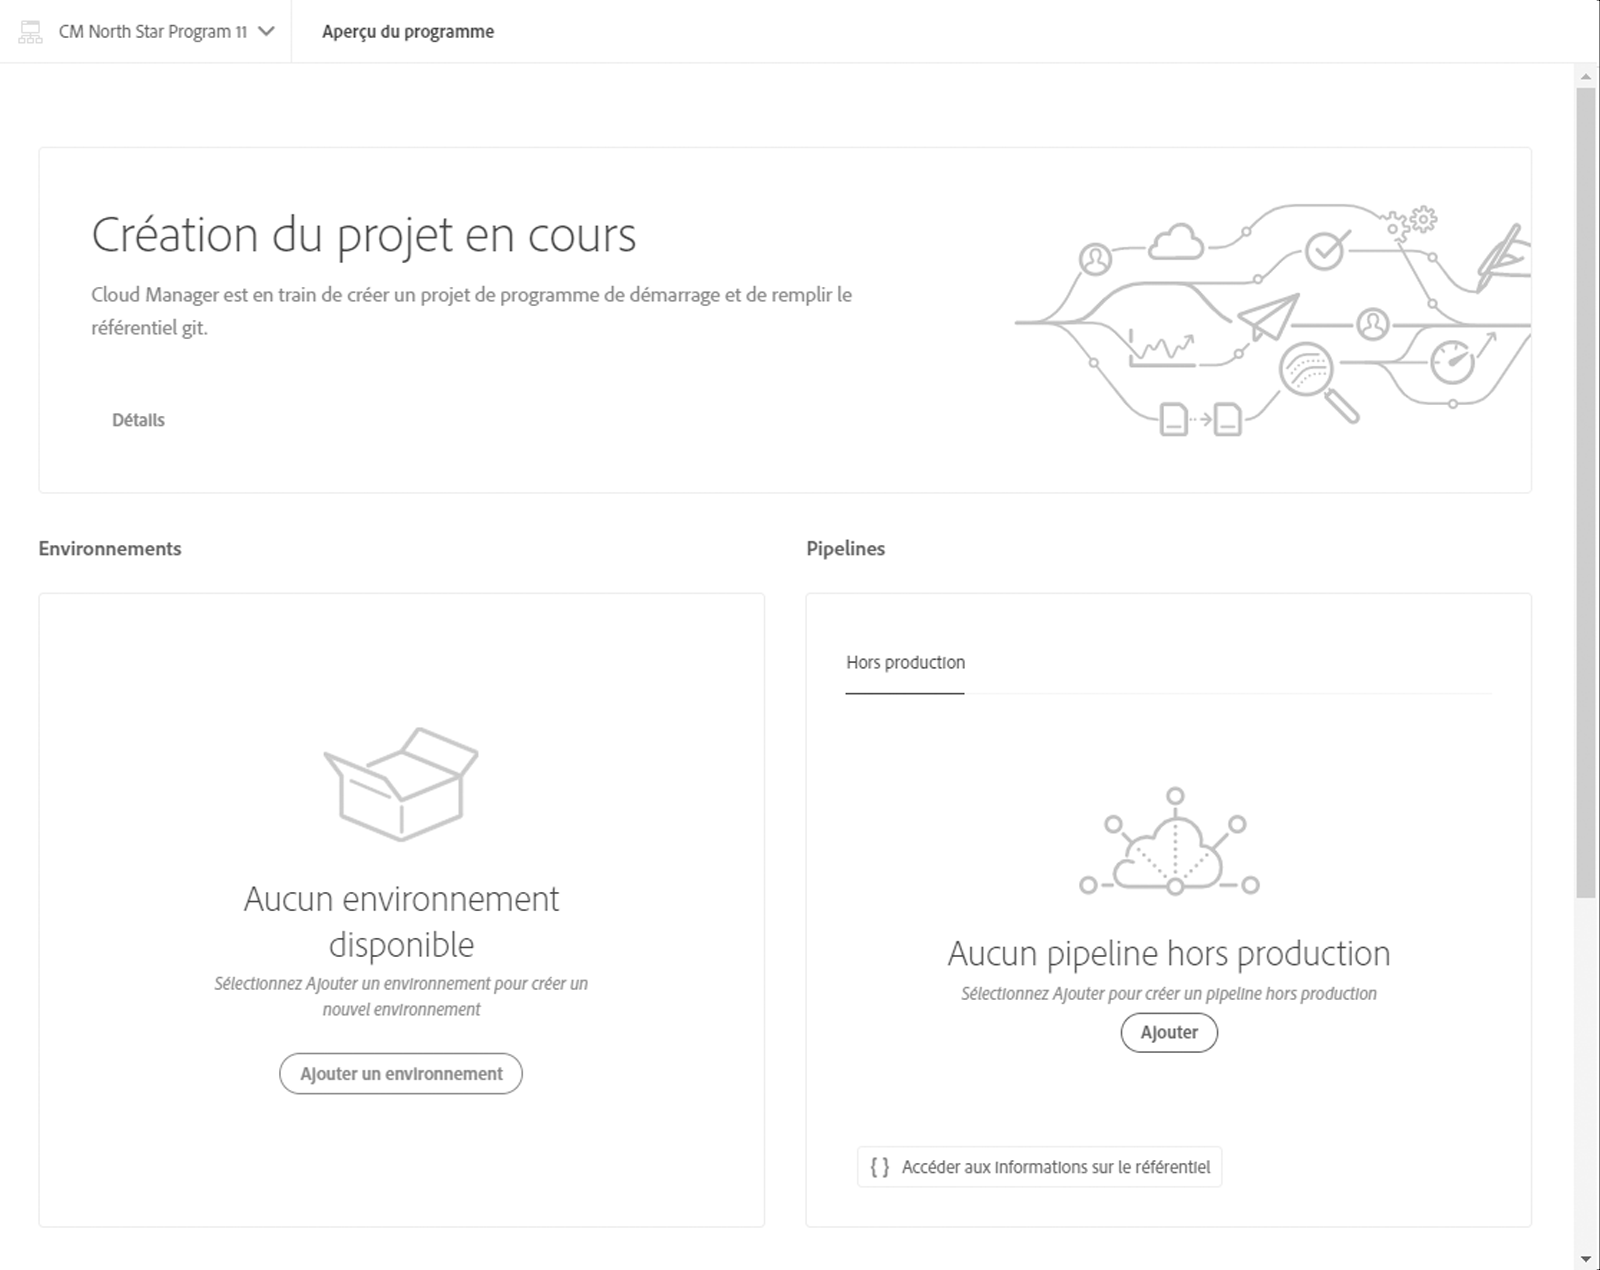 CM North Star Program 11
Aperçu du programme
Création du projet en cours
Cloud Manager est en train de créer un projet de programme de démarrage et de remplir le
référentiel git.
Détails
Environnements
Aucun environnement
disponible
Sélectionnez Ajouter un environnement pour créer un
nouvel environnement
Ajouter un environnement
Pipelines
Hors production
Aucun pipeline hors production
Sélectionnez Ajouter pour créer un pipeline hors production
Ajouter
{ } Accéder aux informations sur le référentiel